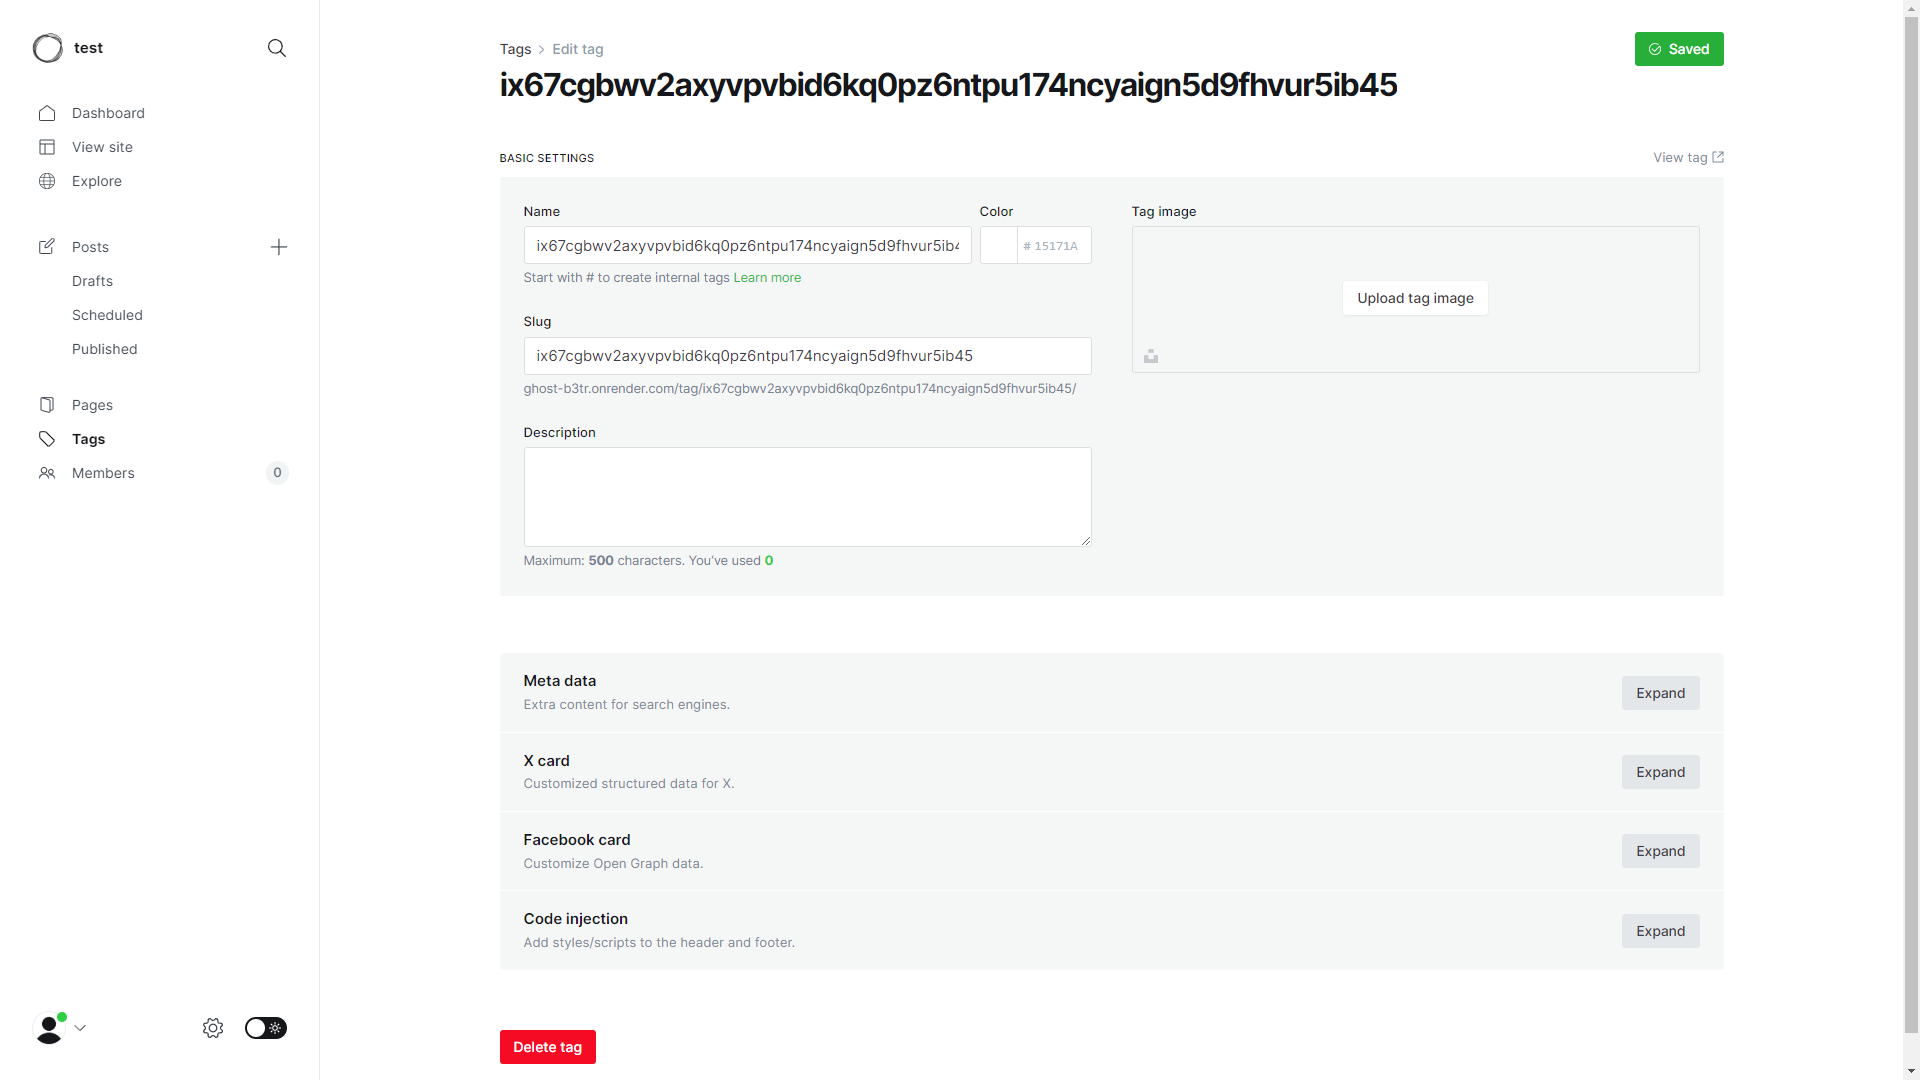 test
Dashboard
View site
Explore
Posts
Drafts
Scheduled
Published
Pages
Tags
Members
0
Tags
Edit tag
Saved
ix67cgbwv2axyvpvbid6kq0pz6ntpu174ncyaign5d9fhvur5ib45
BASIC SETTINGS
View tag
Name
ix67cgbwv2axyvpvbid6kq0pz6ntpu174ncyaign5d9fhvur5ib4
Start with # to create internal tags Learn more
Color
# 15171A
Slug
ix67cgbwv2axyvpvbid6kq0pz6ntpu174ncyaign5d9fhvur5ib45
ghost-b3tr.onrender.com/tag/ix67cgbwv2axyvpvbid6kq0pz6ntpu174ncyaign5d9fhvur5ib45/
Description
Maximum: 500 characters. You've used 0
Tag image
Upload tag image
Meta data
Extra content for search engines.
Expand
X card
Customized structured data for X.
Expand
Facebook card
Customize Open Graph data.
Expand
Code injection
Add styles/scripts to the header and footer.
Expand
Delete tag